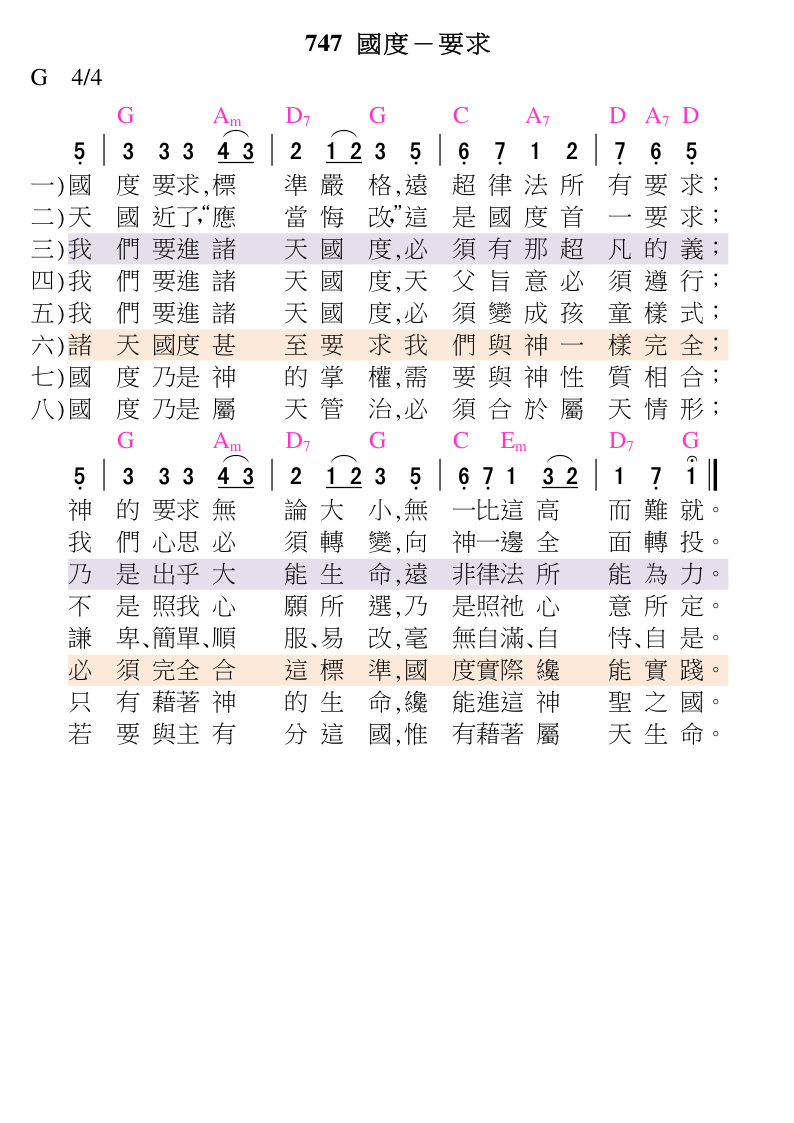 747 國度－要求
G 4/4
G Am D7 G C A7 D A7 D
5 | 3 3 3 4 3 | 2 1 2 3 5 | 6 7 1 2 | 7 6 5
一)國度要求,標準嚴格,遠超律法所有要求；
二)天國近了,“應當悔改,”這是國度首一要求；
三)我們要進諸天國度,必須有那超凡的義；
四)我們要進諸天國度,天父旨意必須遵行；
五)我們要進諸天國度,必須變成孩童樣式；
六)諸天國度甚至要求我們與神一樣完全；
七)國度乃是神的掌權,需要與神性質相合；
八)國度乃是屬天管治,必須合於屬天情形；
G Am D7 G C Em D7 G
5 | 3 3 3 4 3 | 2 1 2 3 5 | 6 7 1 3 2 | 1 7 1 ||
神的要求無論大小,無一比這高而難就。
我們心思必須轉變,向神一邊全面轉投。
乃是出乎大能生命,遠非律法所能為力。
不是照我心願所選,乃是照祂心意所定。
謙卑、簡單、順服、易改,毫無自滿、自恃、自是。
必須完全合這標準,國度實際纔能實踐。
只有藉著神的生命,纔能進這神聖之國。
若要與主有分這國,惟有藉著屬天生命。